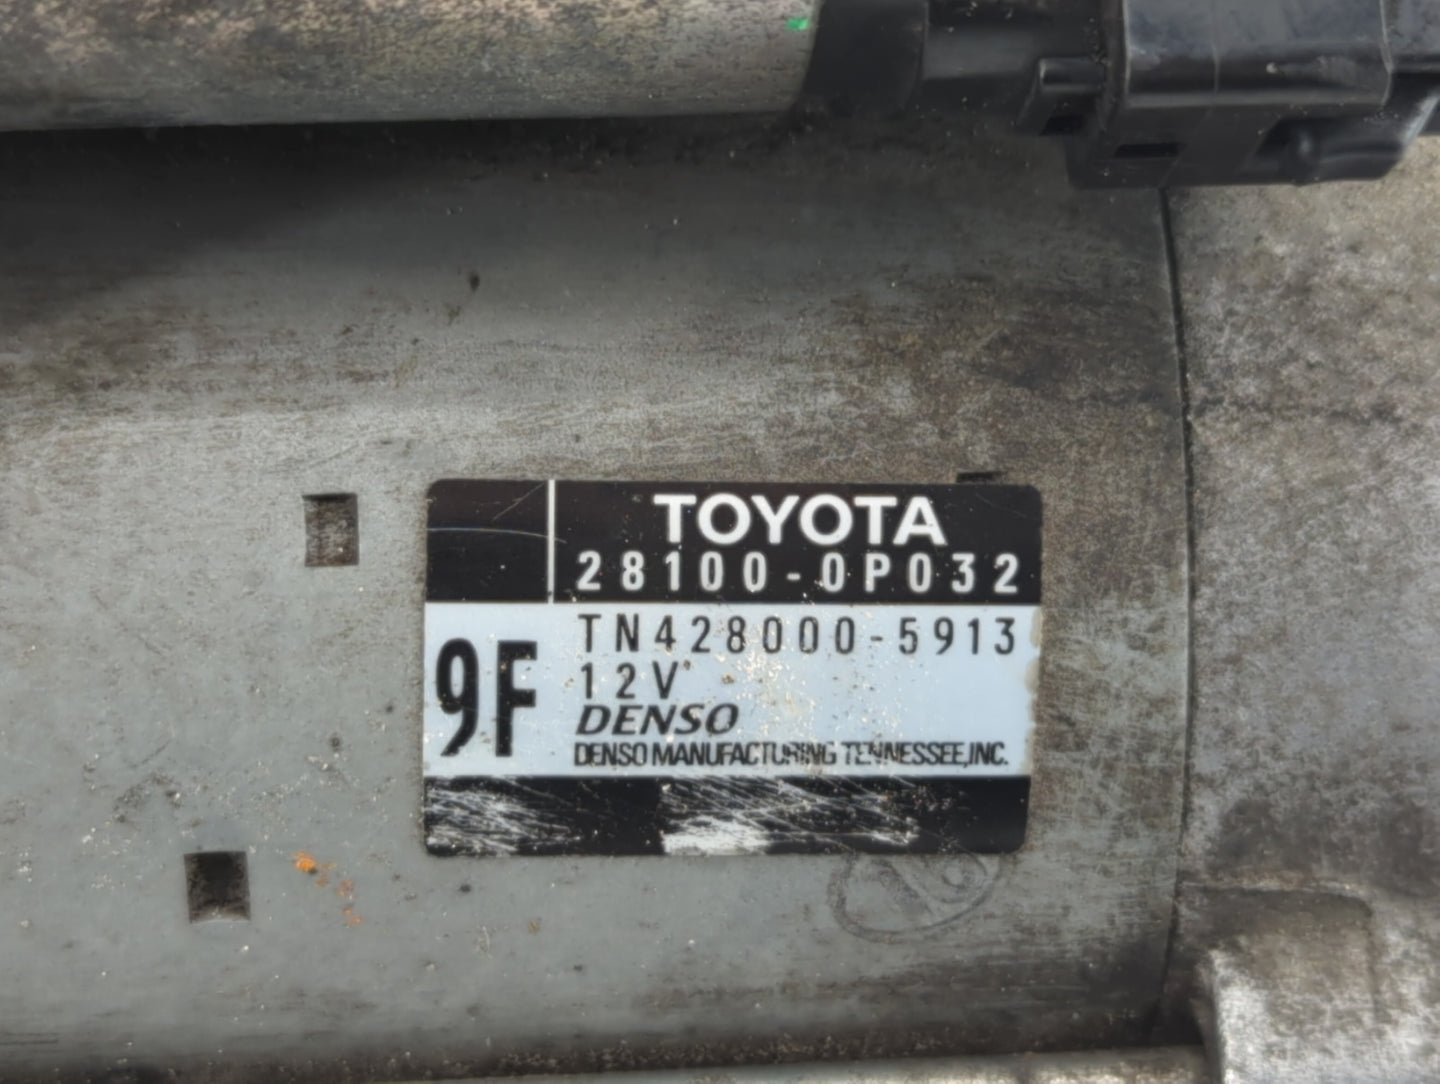 TOYOTA
28100-0P032
9F
TN428000-5913
12V
DENSO
DENSO MANUFACTURING TENNESSEE,INC.